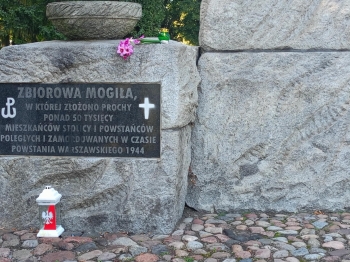 ZBIOROWA MOGIŁA,
W KTÓREJ ZŁOŻONO PROCHY
PONAD 50 TYSIĘCY
MIESZKAŃCÓW STOLICY I POWSTAŃCÓW
POLEGŁYCH I ZAMORDOWANYCH W CZASIE
POWSTANIA WARSZAWSKIEGO 1944